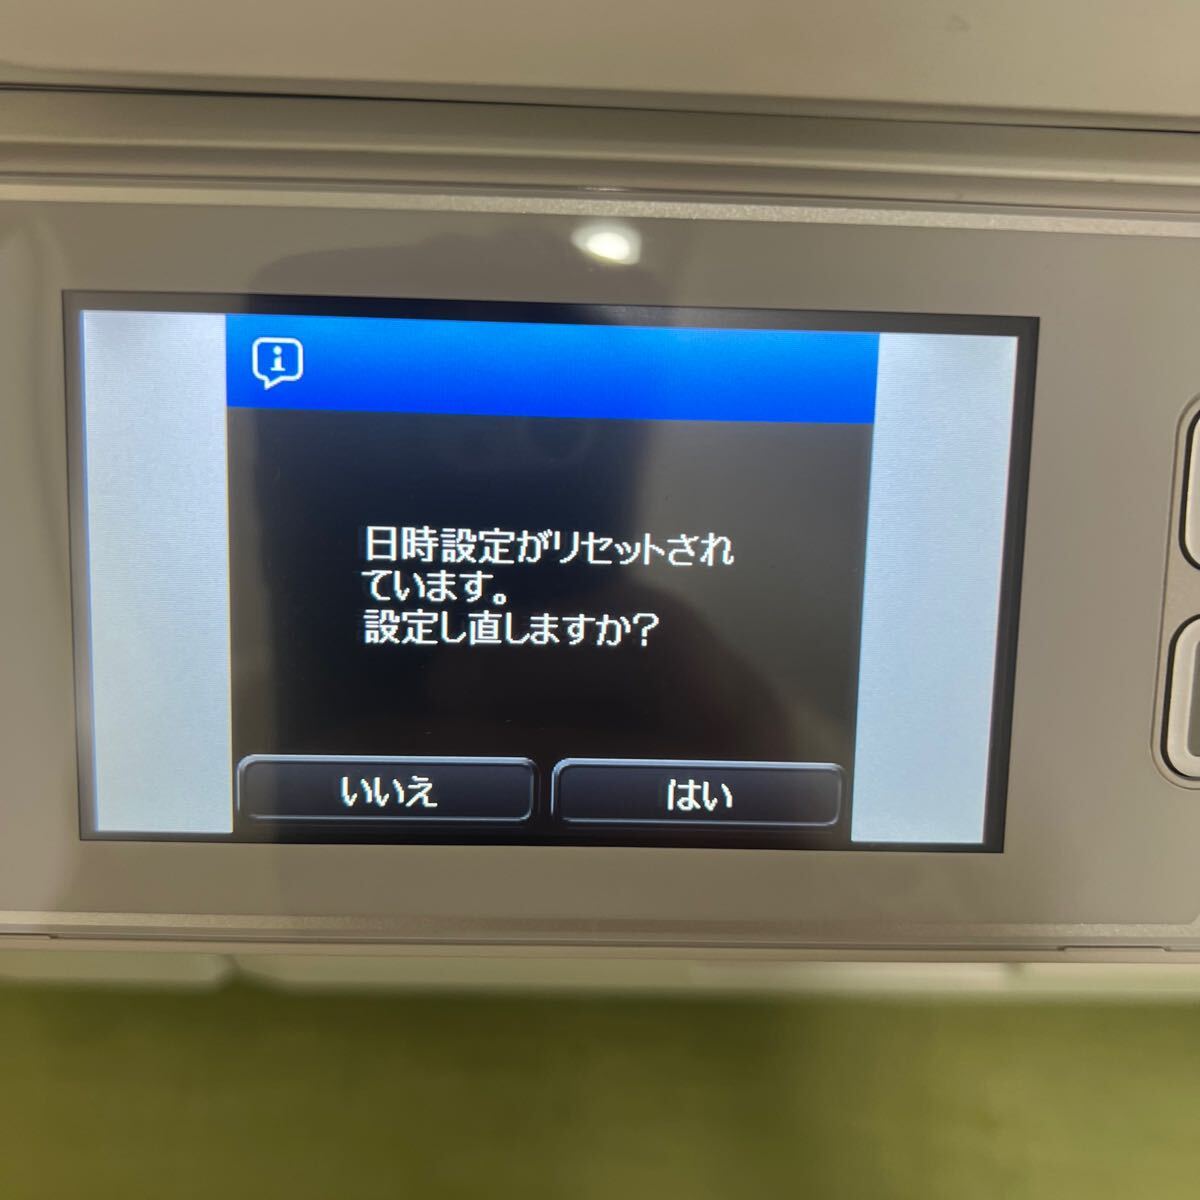 日時設定がリセットされ
ています。
設定し直しますか?
いいえ
はい